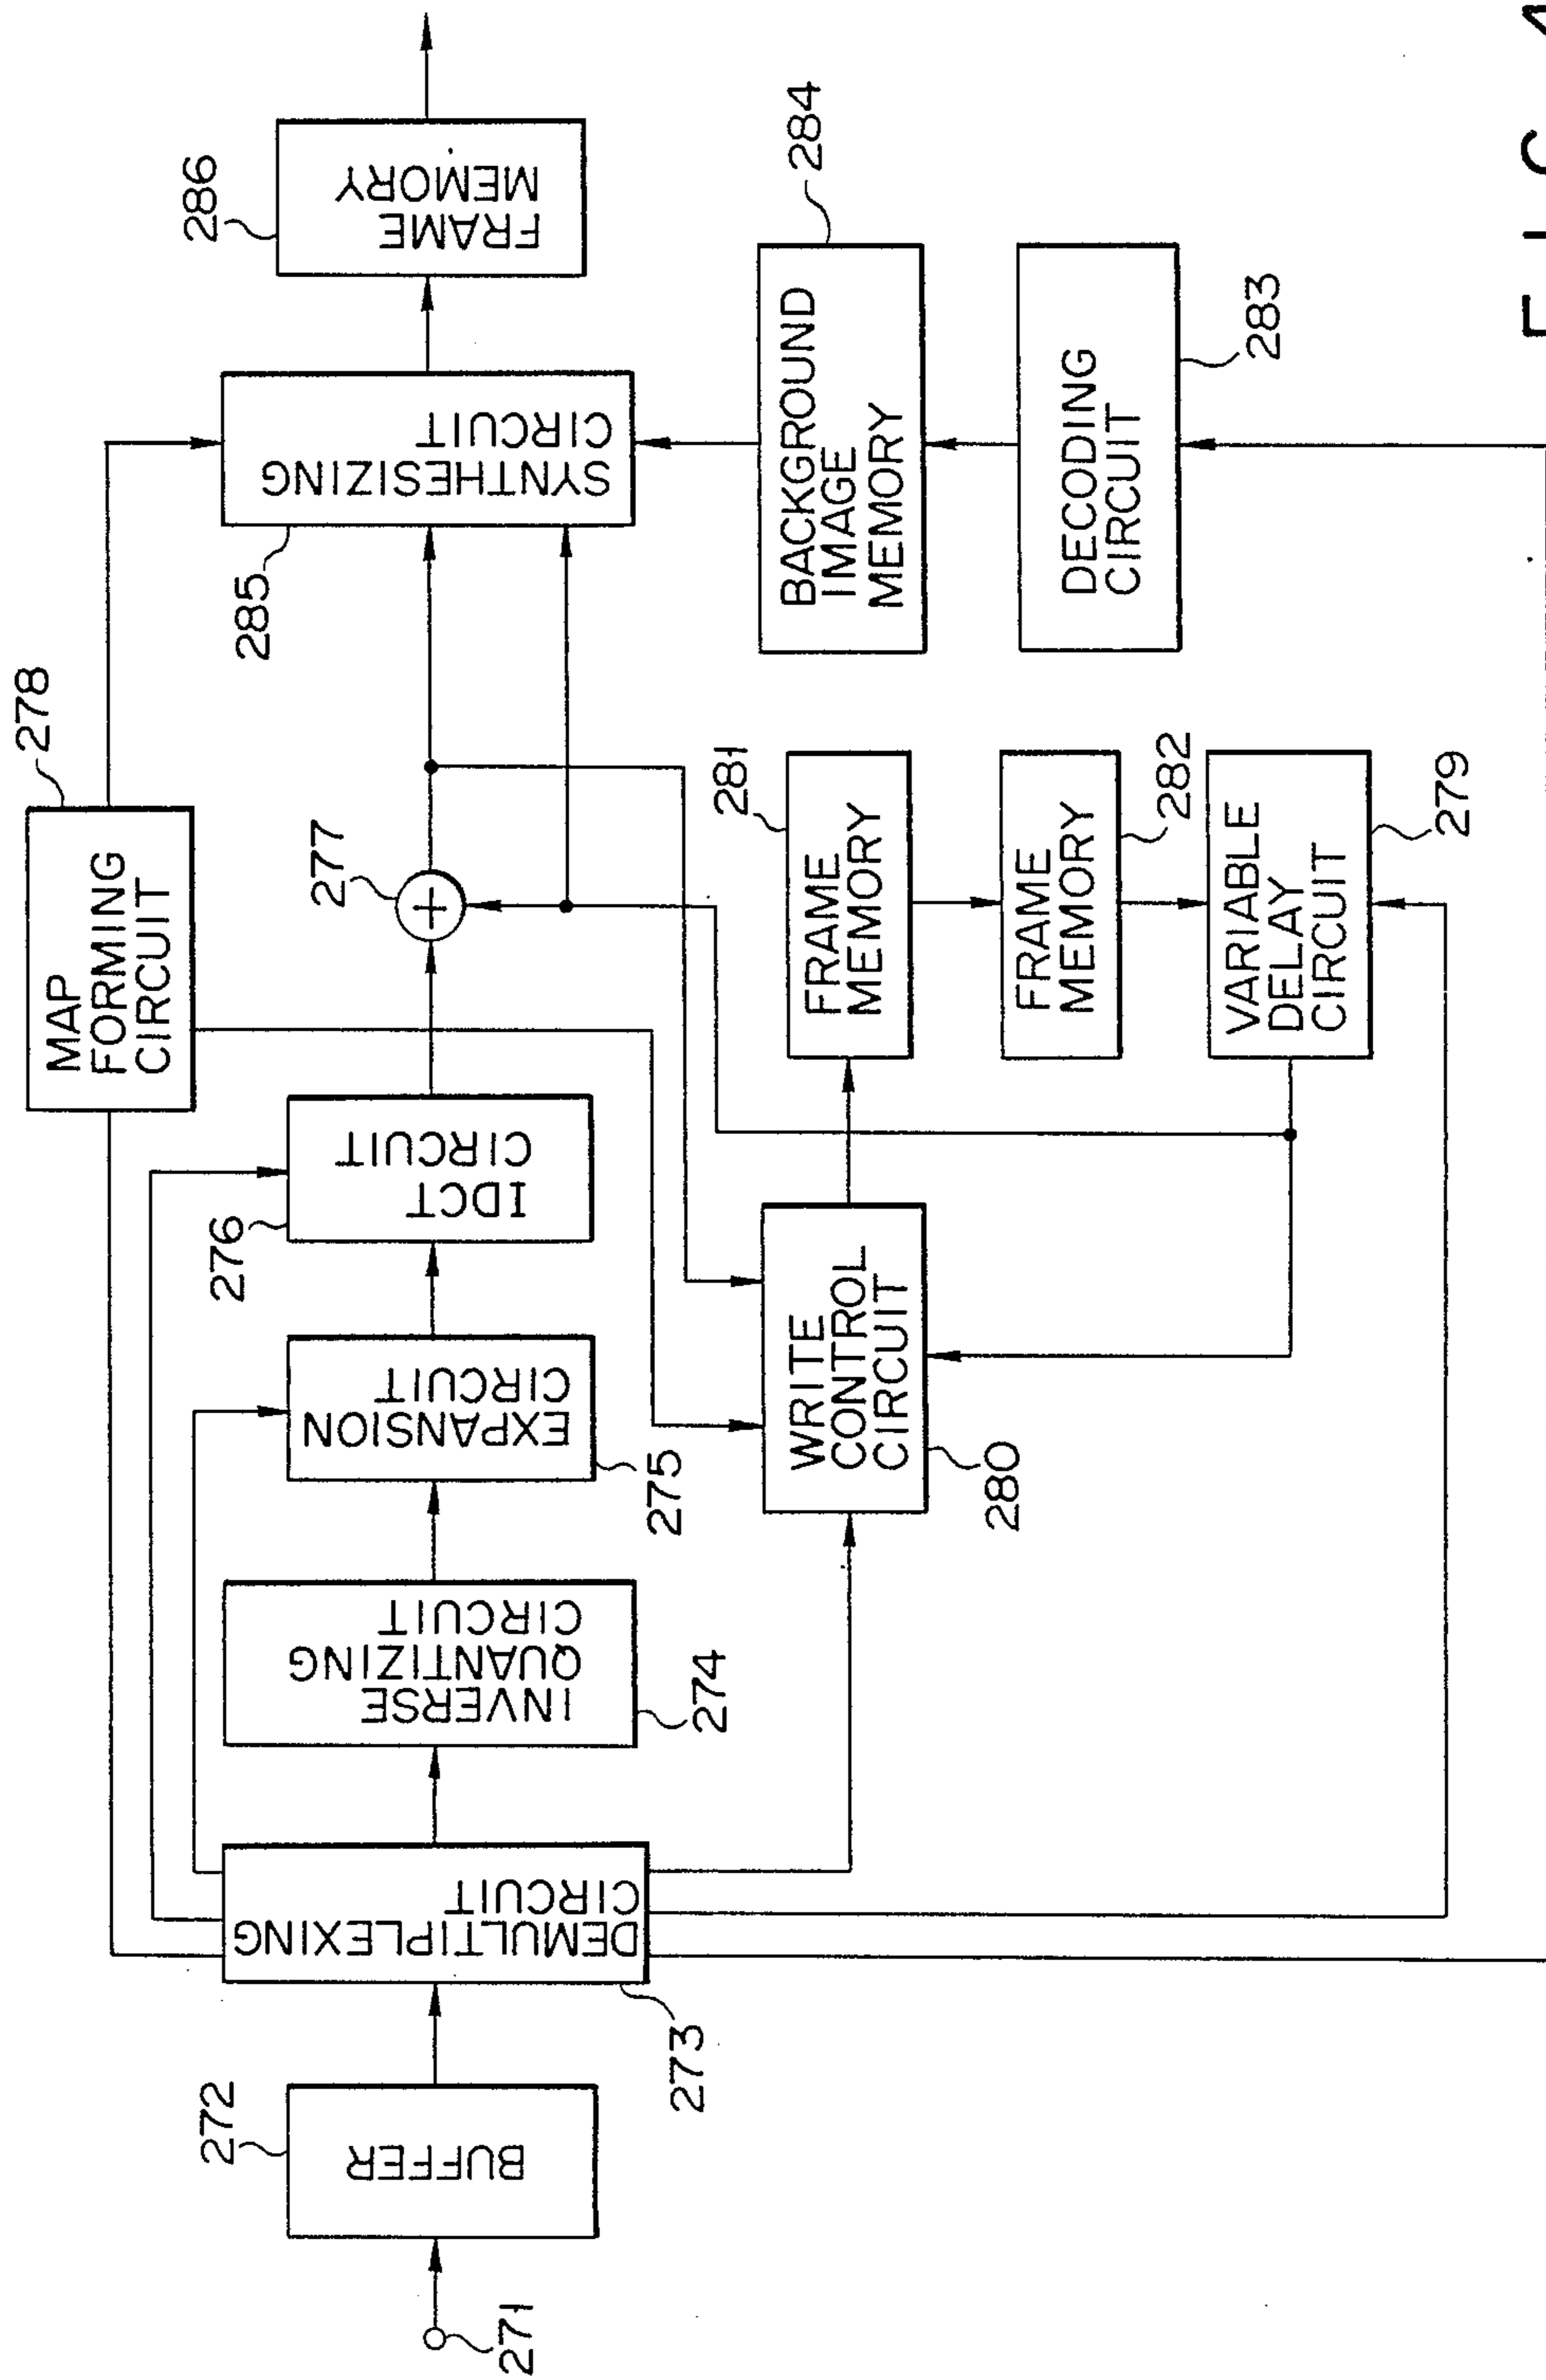 278
MAP
FORMING
CIRCUIT
286
FRAME
MEMORY
285
SYNTHESIZING
CIRCUIT
277
276
IDCT
CIRCUIT
275
EXPANSION
CIRCUIT
274
INVERSE
QUANTIZING
CIRCUIT
273
DEMULTIPLEXING
CIRCUIT
272
BUFFER
271
284
BACKGROUND
IMAGE
MEMORY
283
DECODING
CIRCUIT
281
FRAME
MEMORY
282
FRAME
MEMORY
279
VARIABLE
DELAY
CIRCUIT
280
WRITE
CONTROL
CIRCUIT